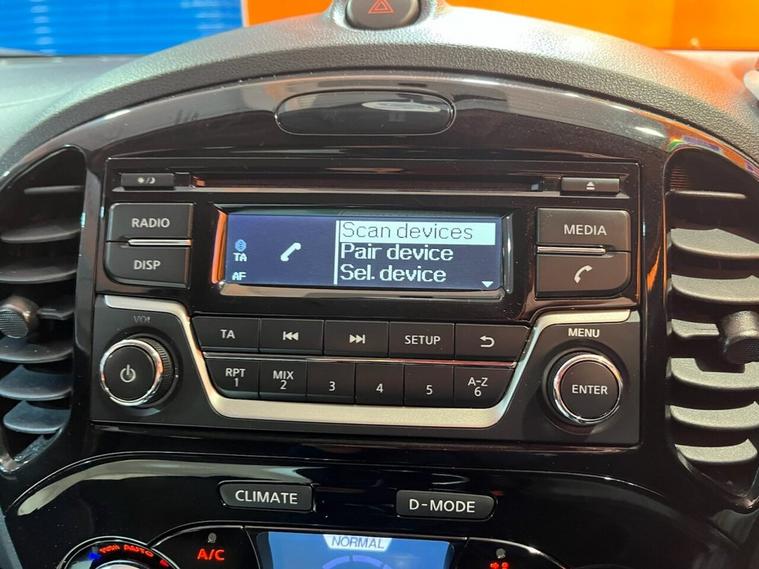 RADIO
DISP
TA
AF
Scan devices
Pair device
Sel. device
MEDIA
VOL
TA
SETUP
MENU
RPT
1
MIX
2
3
4
5
A-Z
6
ENTER
CLIMATE
D-MODE
AUTO
A/C
NORMAL